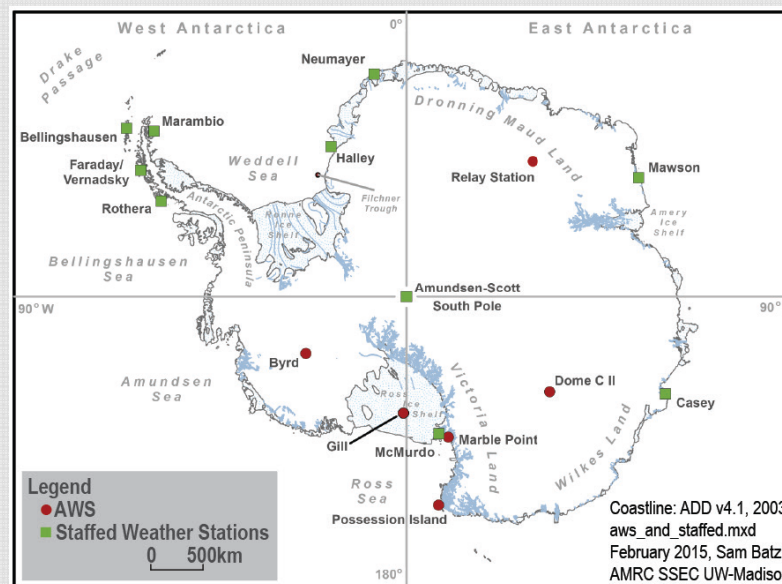 West Antarctica
0°
East Antarctica
Drake
Passage
Neumayer
Dronning Maud Land
Marambio
Bellingshausen
Halley
Weddell
Sea
Relay Station
Mawson
Faraday/
Vernadsky
Filchner
Trough
Rothera
Antarctic Peninsula
Ronne
Ice
Shelf
Amery
Ice
Shelf
Bellingshausen
Sea
Amundsen-Scott
South Pole
90°W
90°
Byrd
Dome C II
Casey
Amundsen
Sea
Ross
Ice
Shelf
Victoria Land
Wilkes Land
Gill
McMurdo
Marble Point
Ross
Sea
Possession Island
Legend
AWS
Staffed Weather Stations
0 500km
180°
Coastline: ADD v4.1, 2003
aws_and_staffed.mxd
February 2015, Sam Batz
AMRC SSEC UW-Madiso